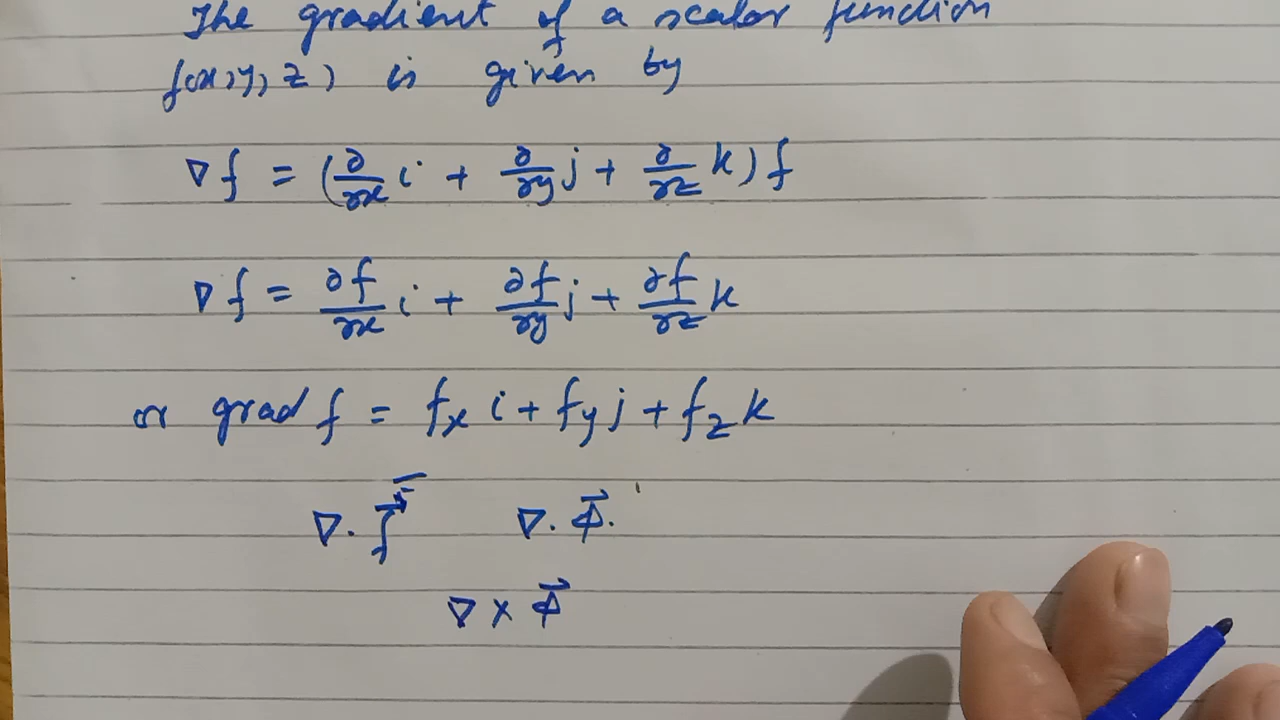 The gradient of a scalar function
f(x,y,z) is given by
∇f = (∂/∂x i + ∂/∂y j + ∂/∂z k) f
∇f = ∂f/∂x i + ∂f/∂y j + ∂f/∂z k
or grad f = fx i + fy j + fz k
∇. f⃗ ∇. Φ⃗.
∇ × Φ⃗